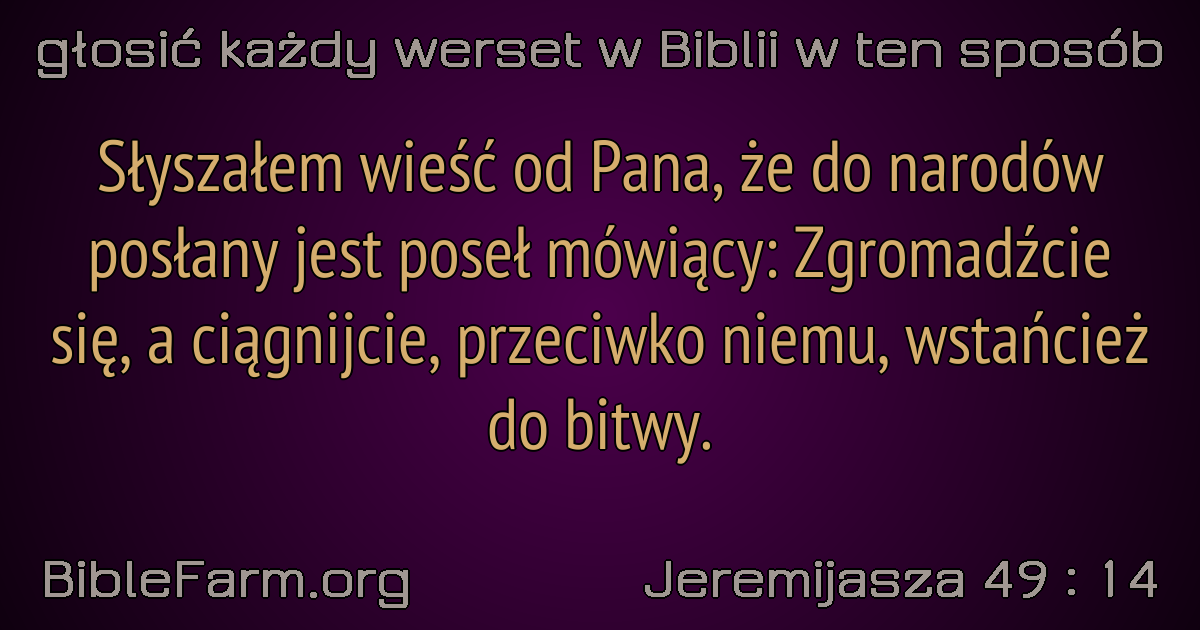 głosić każdy werset w Biblii w ten sposób
Słyszałem wieść od Pana, że do narodów
posłany jest poseł mówiący: Zgromadźcie
się, a ciągnijcie, przeciwko niemu, wstańcież
do bitwy.
BibleFarm.org
Jeremijasza 49 : 14